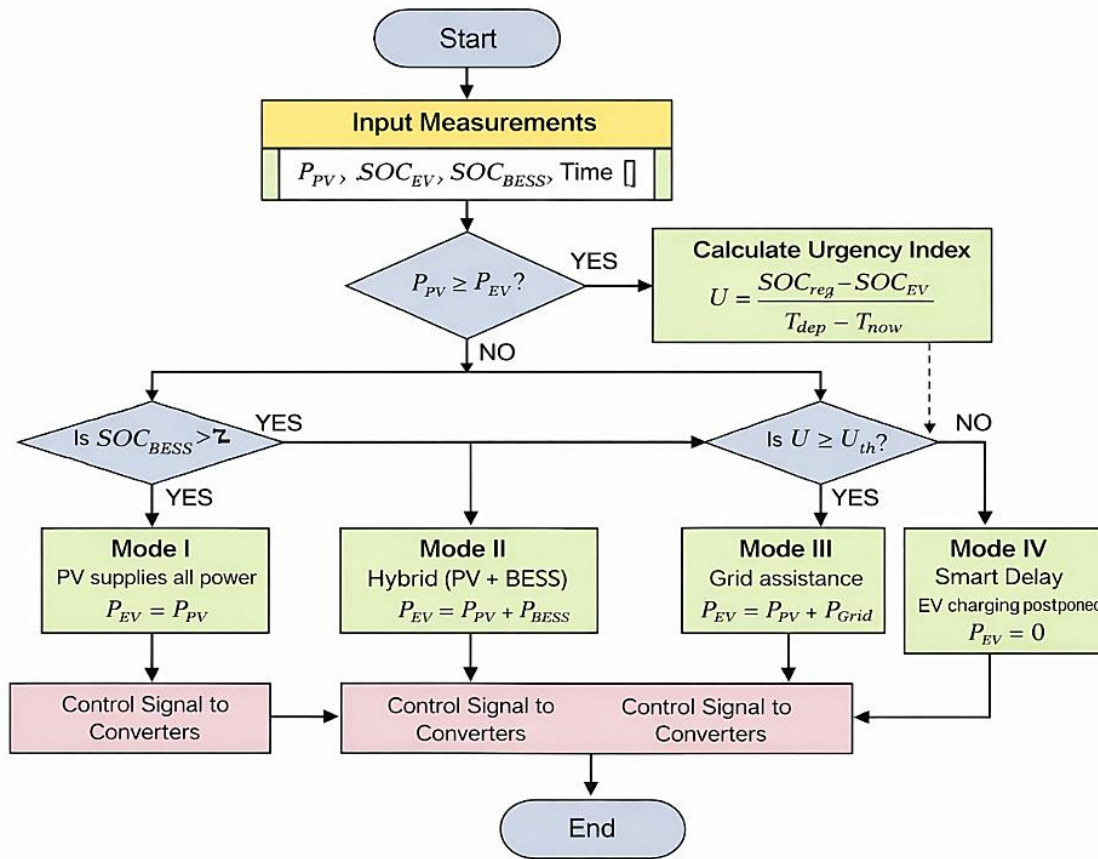 Start
Input Measurements
P_PV, SOC_EV, SOC_BESS, Time []
P_PV ≥ P_EV?
YES
Calculate Urgency Index
U = (SOC_reg − SOC_EV) / (T_dep − T_now)
NO
Is SOC_BESS >
YES
Is U ≥ U_th?
NO
YES
YES
Mode I
PV supplies all power
P_EV = P_PV
Mode II
Hybrid (PV + BESS)
P_EV = P_PV + P_BESS
Mode III
Grid assistance
P_EV = P_PV + P_Grid
Mode IV
Smart Delay
EV charging postponed
P_EV = 0
Control Signal to
Converters
Control Signal to
Converters
Control Signal to
Converters
End